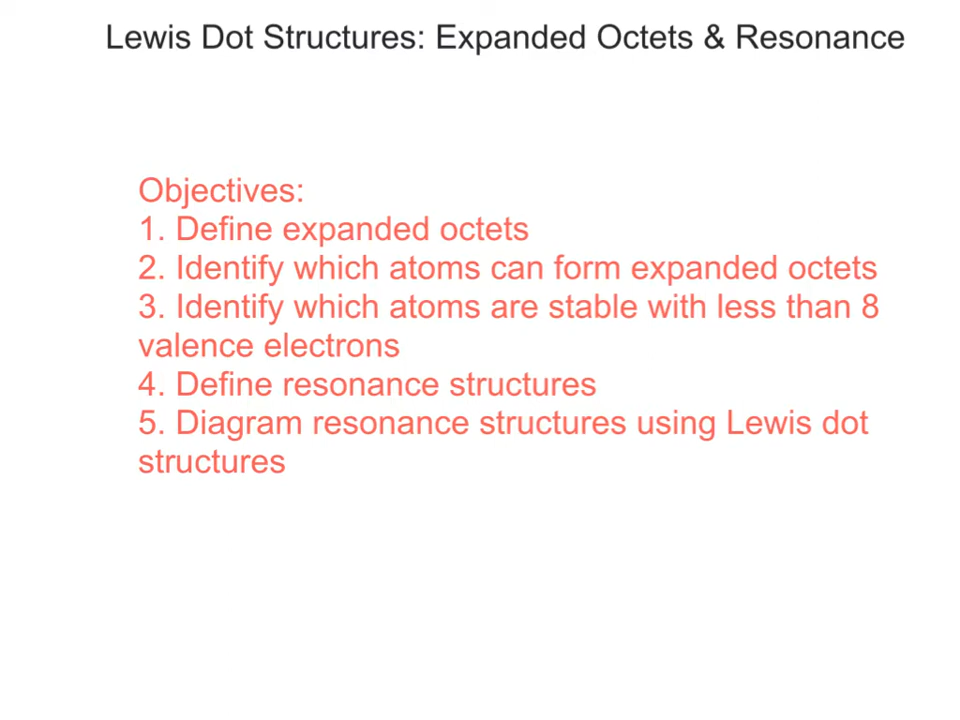 Lewis Dot Structures: Expanded Octets & Resonance
Objectives:
1. Define expanded octets
2. Identify which atoms can form expanded octets
3. Identify which atoms are stable with less than 8
valence electrons
4. Define resonance structures
5. Diagram resonance structures using Lewis dot
structures